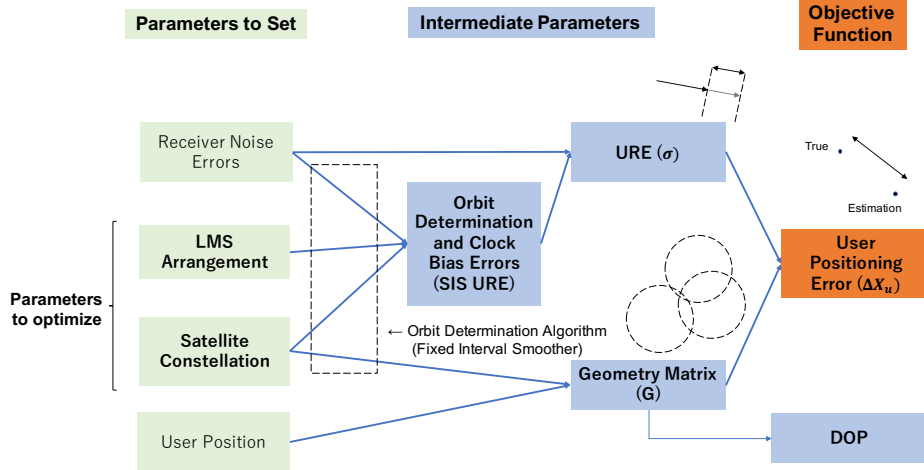 Parameters to Set
Intermediate Parameters
Objective
Function
Receiver Noise
Errors
URE (σ)
True
Estimation
Orbit
Determination
and Clock
Bias Errors
(SIS URE)
LMS
Arrangement
User
Positioning
Error (ΔXᵤ)
Parameters
to optimize
Satellite
Constellation
← Orbit Determination Algorithm
(Fixed Interval Smoother)
Geometry Matrix
(G)
User Position
DOP